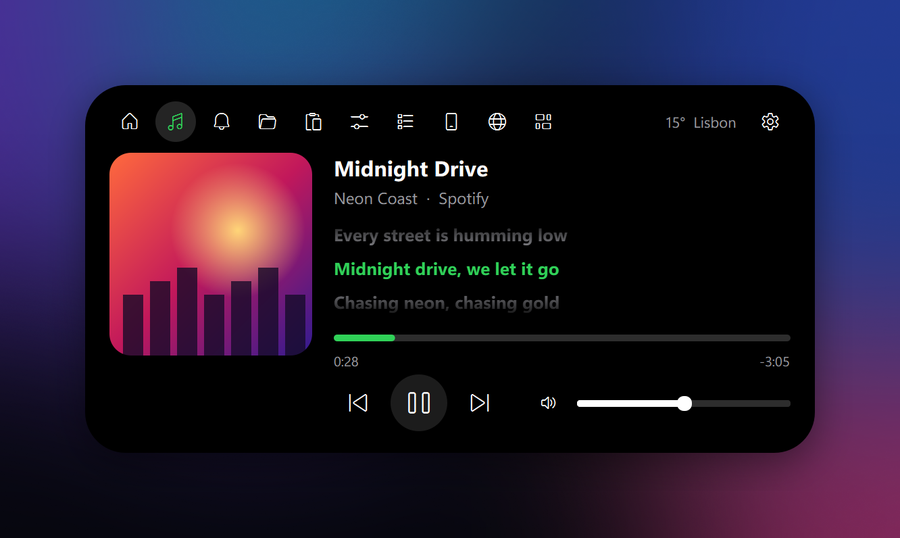 15° Lisbon
Midnight Drive
Neon Coast · Spotify
Every street is humming low
Midnight drive, we let it go
Chasing neon, chasing gold
0:28
-3:05